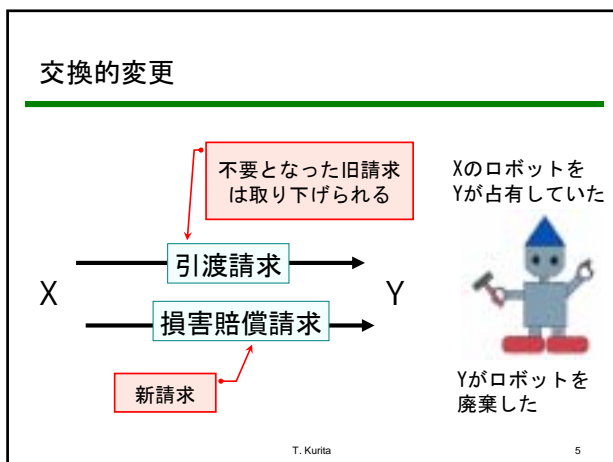 交換的変更
不要となった旧請求
は取り下げられる
Xのロボットを
Yが占有していた
引渡請求
X
Y
損害賠償請求
新請求
Yがロボットを
廃棄した
T. Kurita
5